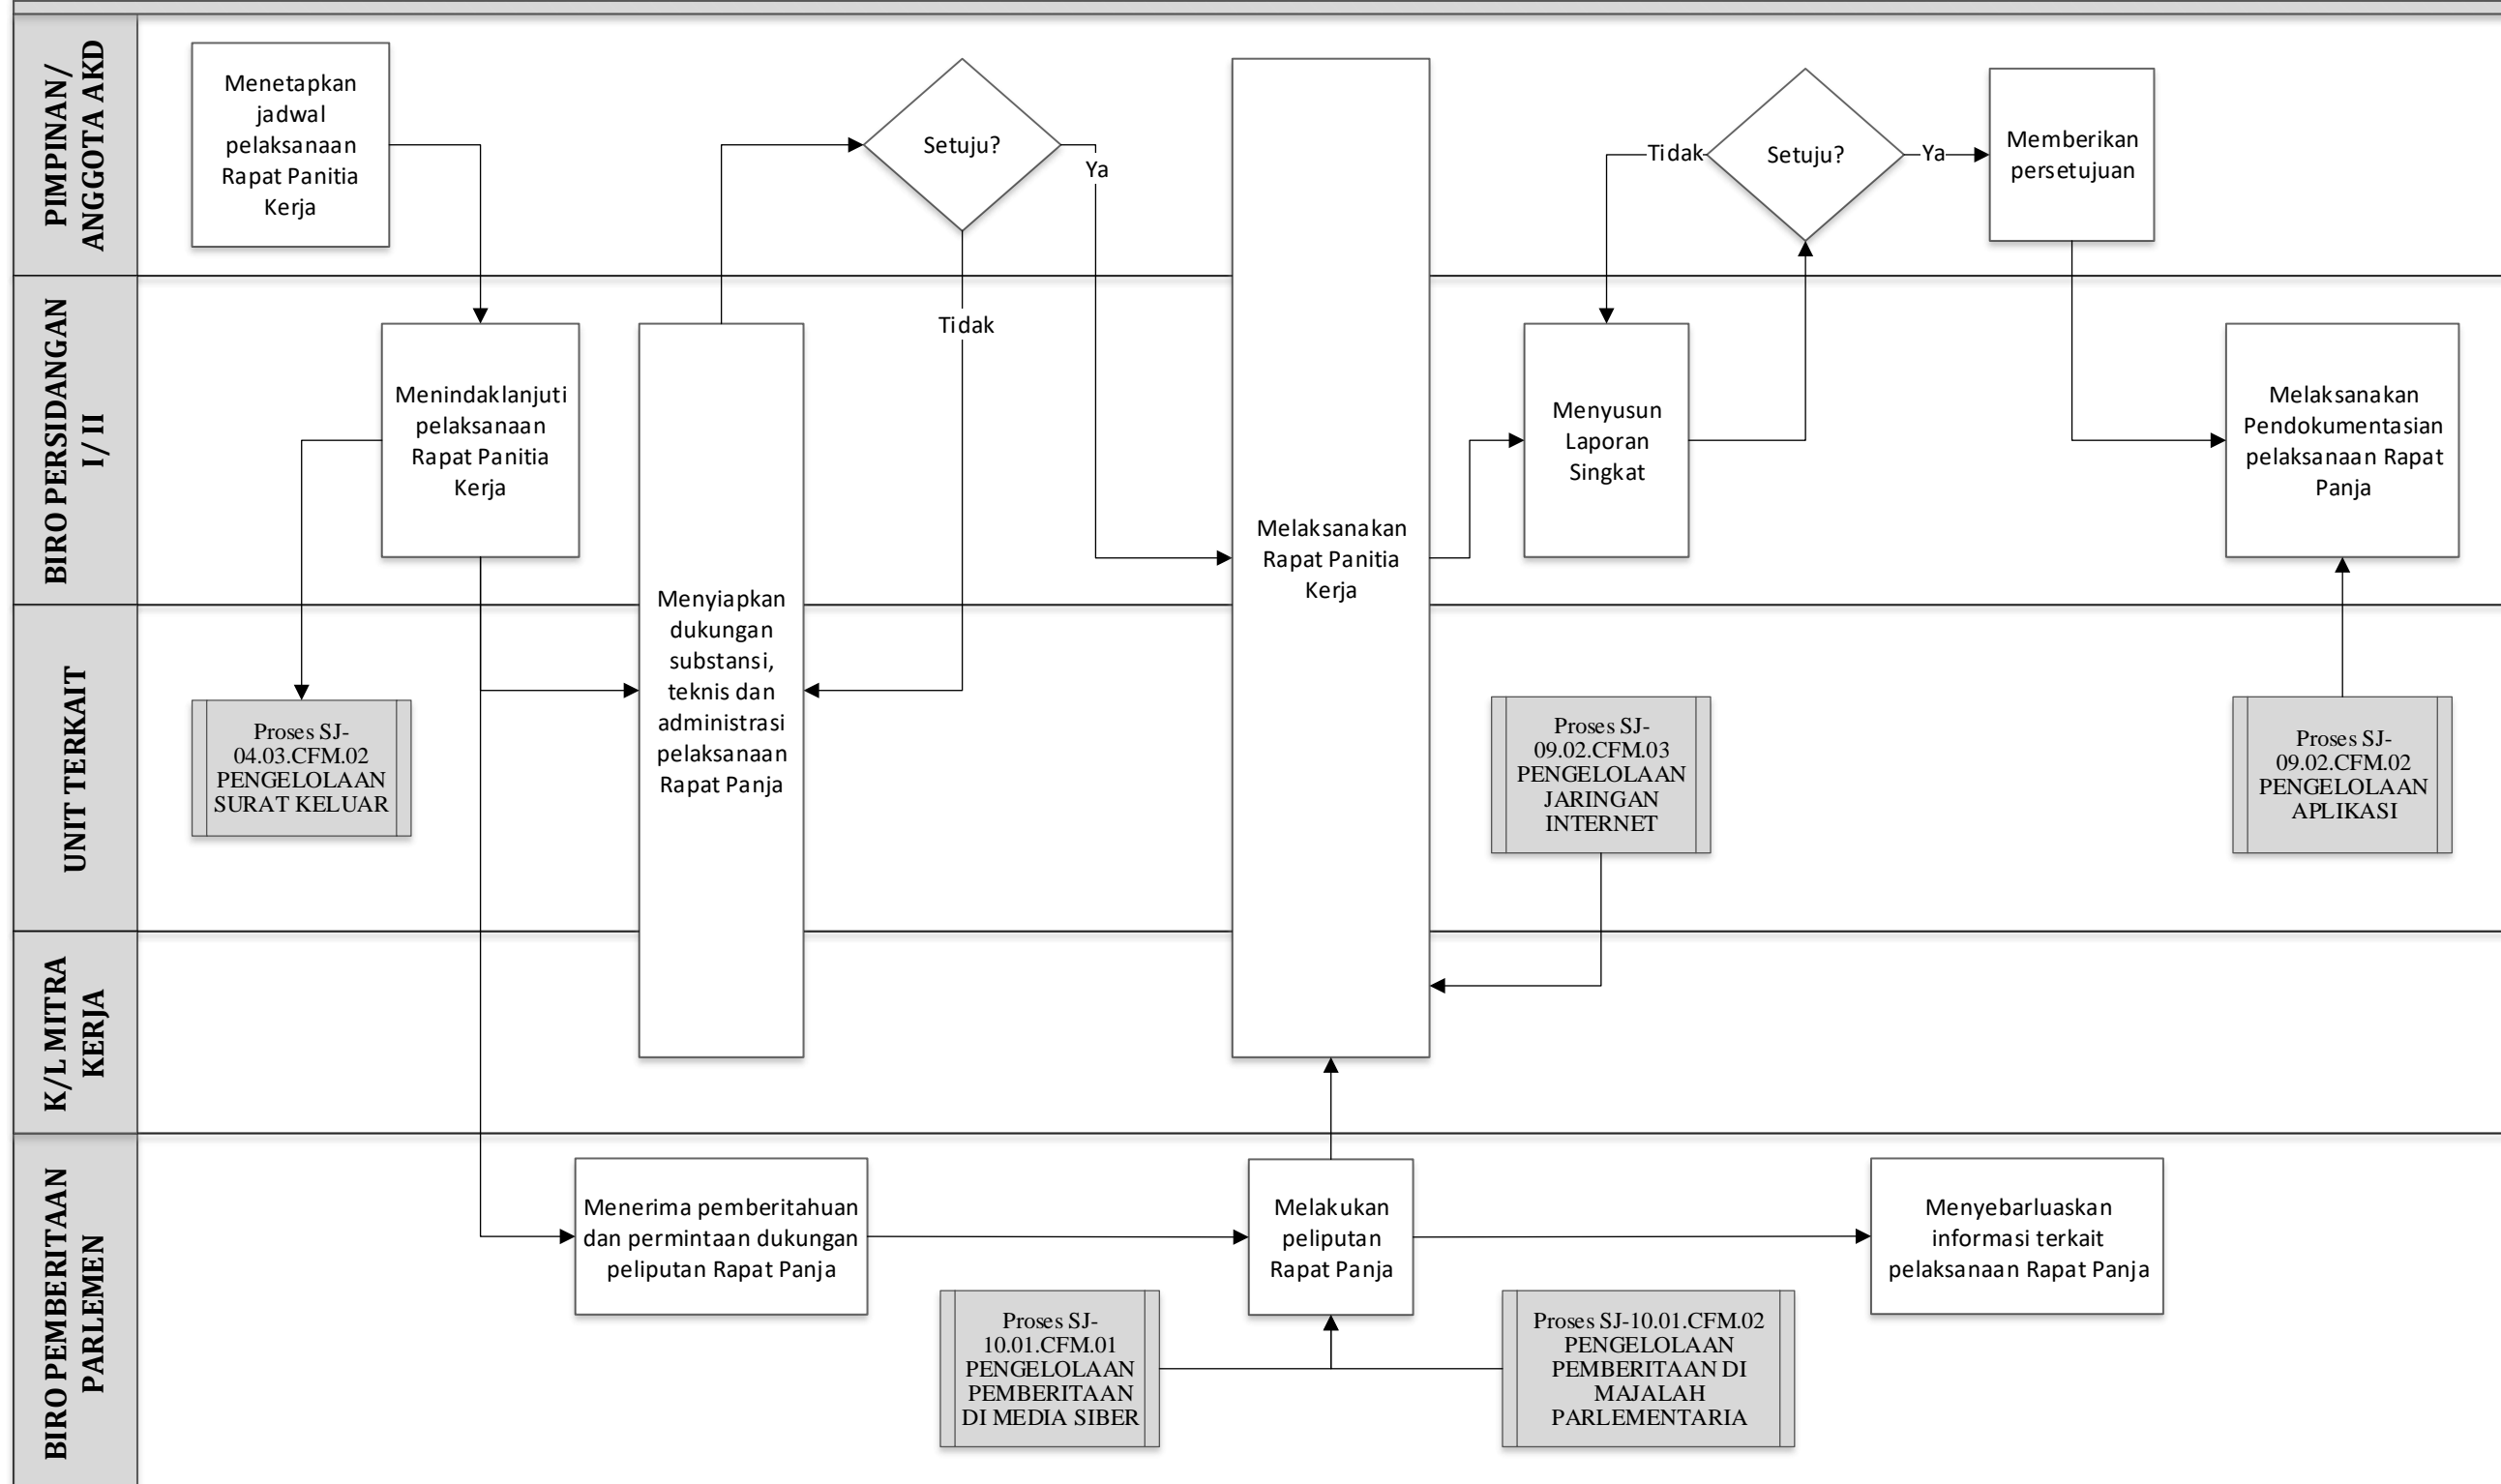 PIMPINAN/
ANGGOTA AKD
Menetapkan
jadwal
pelaksanaan
Rapat Panitia
Kerja
Setuju?
Ya
Tidak
Setuju?
Tidak
Ya
Memberikan
persetujuan
BIRO PERSIDANGAN
I/ II
Menindaklanjuti
pelaksanaan
Rapat Panitia
Kerja
Menyiapkan
dukungan
substansi,
teknis dan
administrasi
pelaksanaan
Rapat Panja
Melaksanakan
Rapat Panitia
Kerja
Menyusun
Laporan
Singkat
Melaksanakan
Pendokumentasian
pelaksanaan Rapat
Panja
UNIT TERKAIT
Proses SJ-
04.03.CFM.02
PENGELOLAAN
SURAT KELUAR
Proses SJ-
09.02.CFM.03
PENGELOLAAN
JARINGAN
INTERNET
Proses SJ-
09.02.CFM.02
PENGELOLAAN
APLIKASI
K/L MITRA
KERJA
BIRO PEMBERITAAN
PARLEMEN
Menerima pemberitahuan
dan permintaan dukungan
peliputan Rapat Panja
Melakukan
peliputan
Rapat Panja
Menyebarluaskan
informasi terkait
pelaksanaan Rapat Panja
Proses SJ-
10.01.CFM.01
PENGELOLAAN
PEMBERITAAN
DI MEDIA SIBER
Proses SJ-10.01.CFM.02
PENGELOLAAN
PEMBERITAAN DI
MAJALAH
PARLEMENTARIA